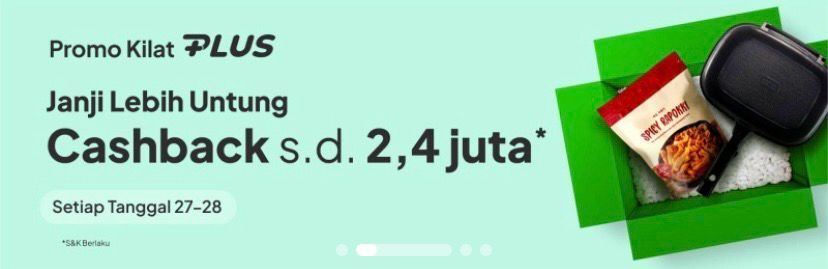 Promo Kilat PLUS
Janji Lebih Untung
Cashback s.d. 2,4 juta*
Setiap Tanggal 27-28
*S&K Berlaku
SPICY RAPOKKI